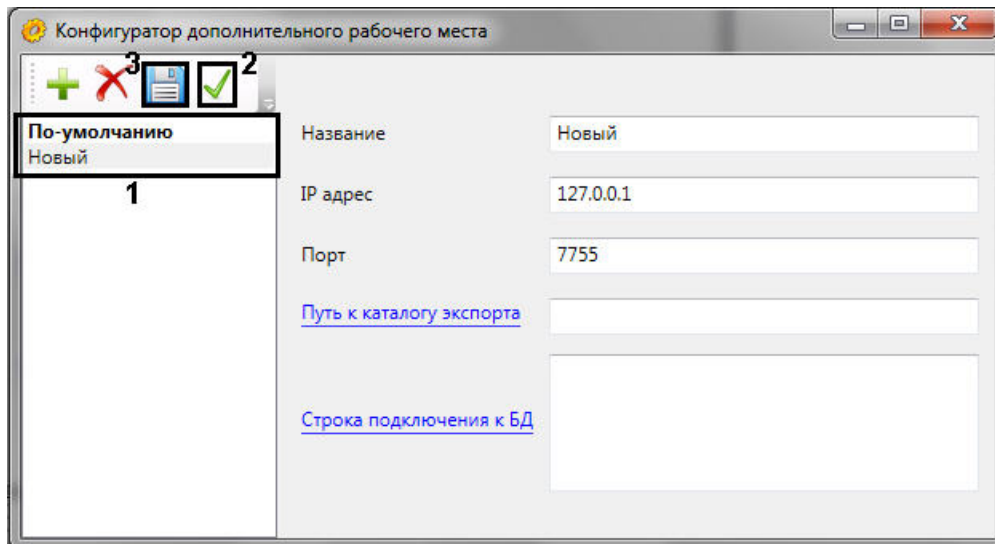 Конфигуратор дополнительного рабочего места
3
2
По-умолчанию
Новый
1
Название
Новый
IP адрес
127.0.0.1
Порт
7755
Путь к каталогу экспорта
Строка подключения к БД